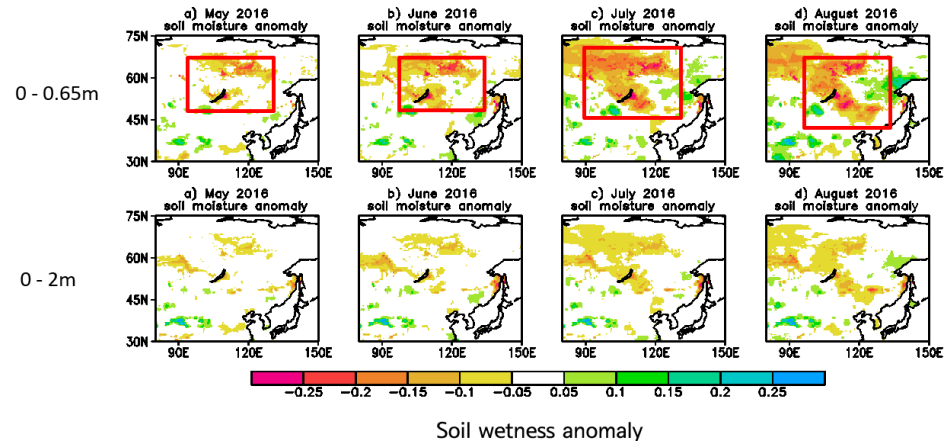 a) May 2016
soil moisture anomaly
b) June 2016
soil moisture anomaly
c) July 2016
soil moisture anomaly
d) August 2016
soil moisture anomaly
75N
60N
45N
30N
0 - 0.65m
90E 120E 150E
90E 120E 150E
90E 120E 150E
90E 120E 150E
a) May 2016
soil moisture anomaly
b) June 2016
soil moisture anomaly
c) July 2016
soil moisture anomaly
d) August 2016
soil moisture anomaly
75N
60N
45N
30N
0 - 2m
90E 120E 150E
90E 120E 150E
90E 120E 150E
90E 120E 150E
−0.25 −0.2 −0.15 −0.1 −0.05 0.05 0.1 0.15 0.2 0.25
Soil wetness anomaly